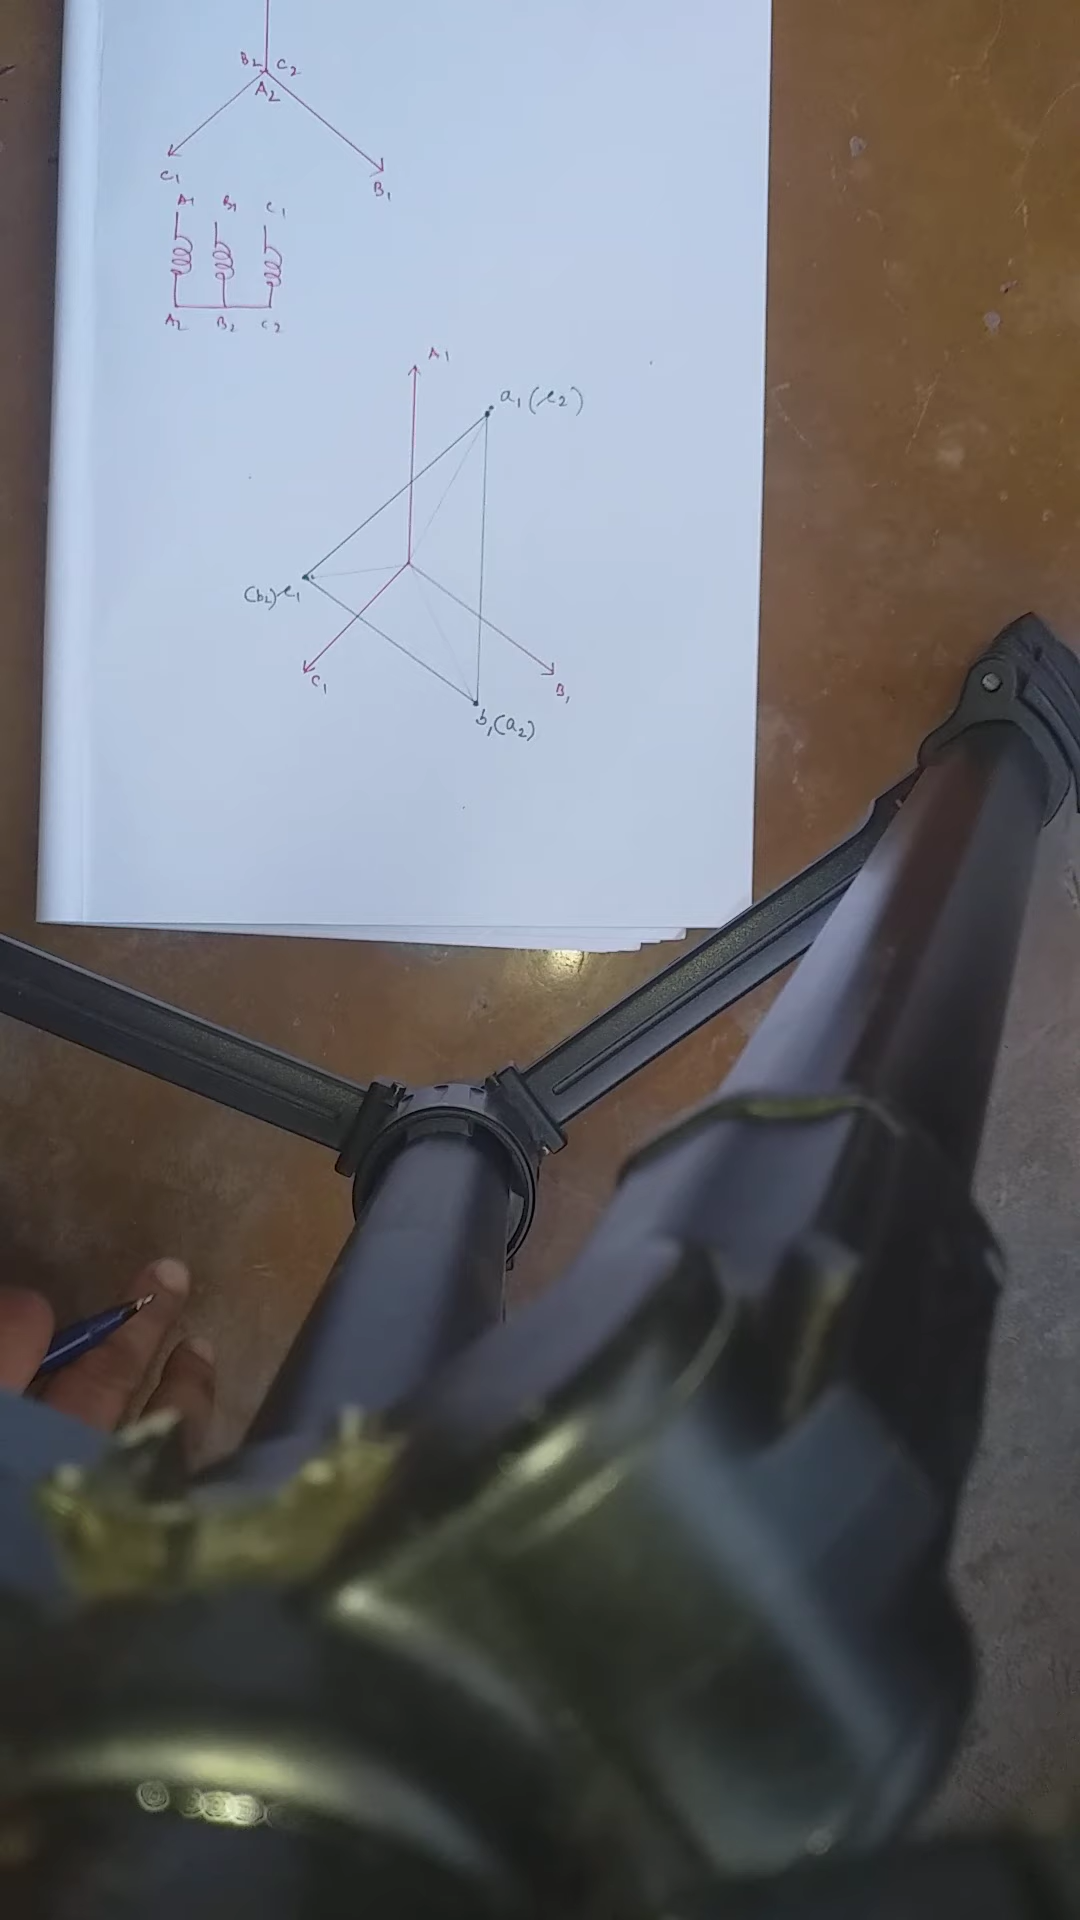 B₂ C₂
A₂
C₁
B₁
A1 B1 C1
A₂ B₂ C2
A1
a₁(c2)
(b₂) c₁
C₁
B₁
b₁(a₂)